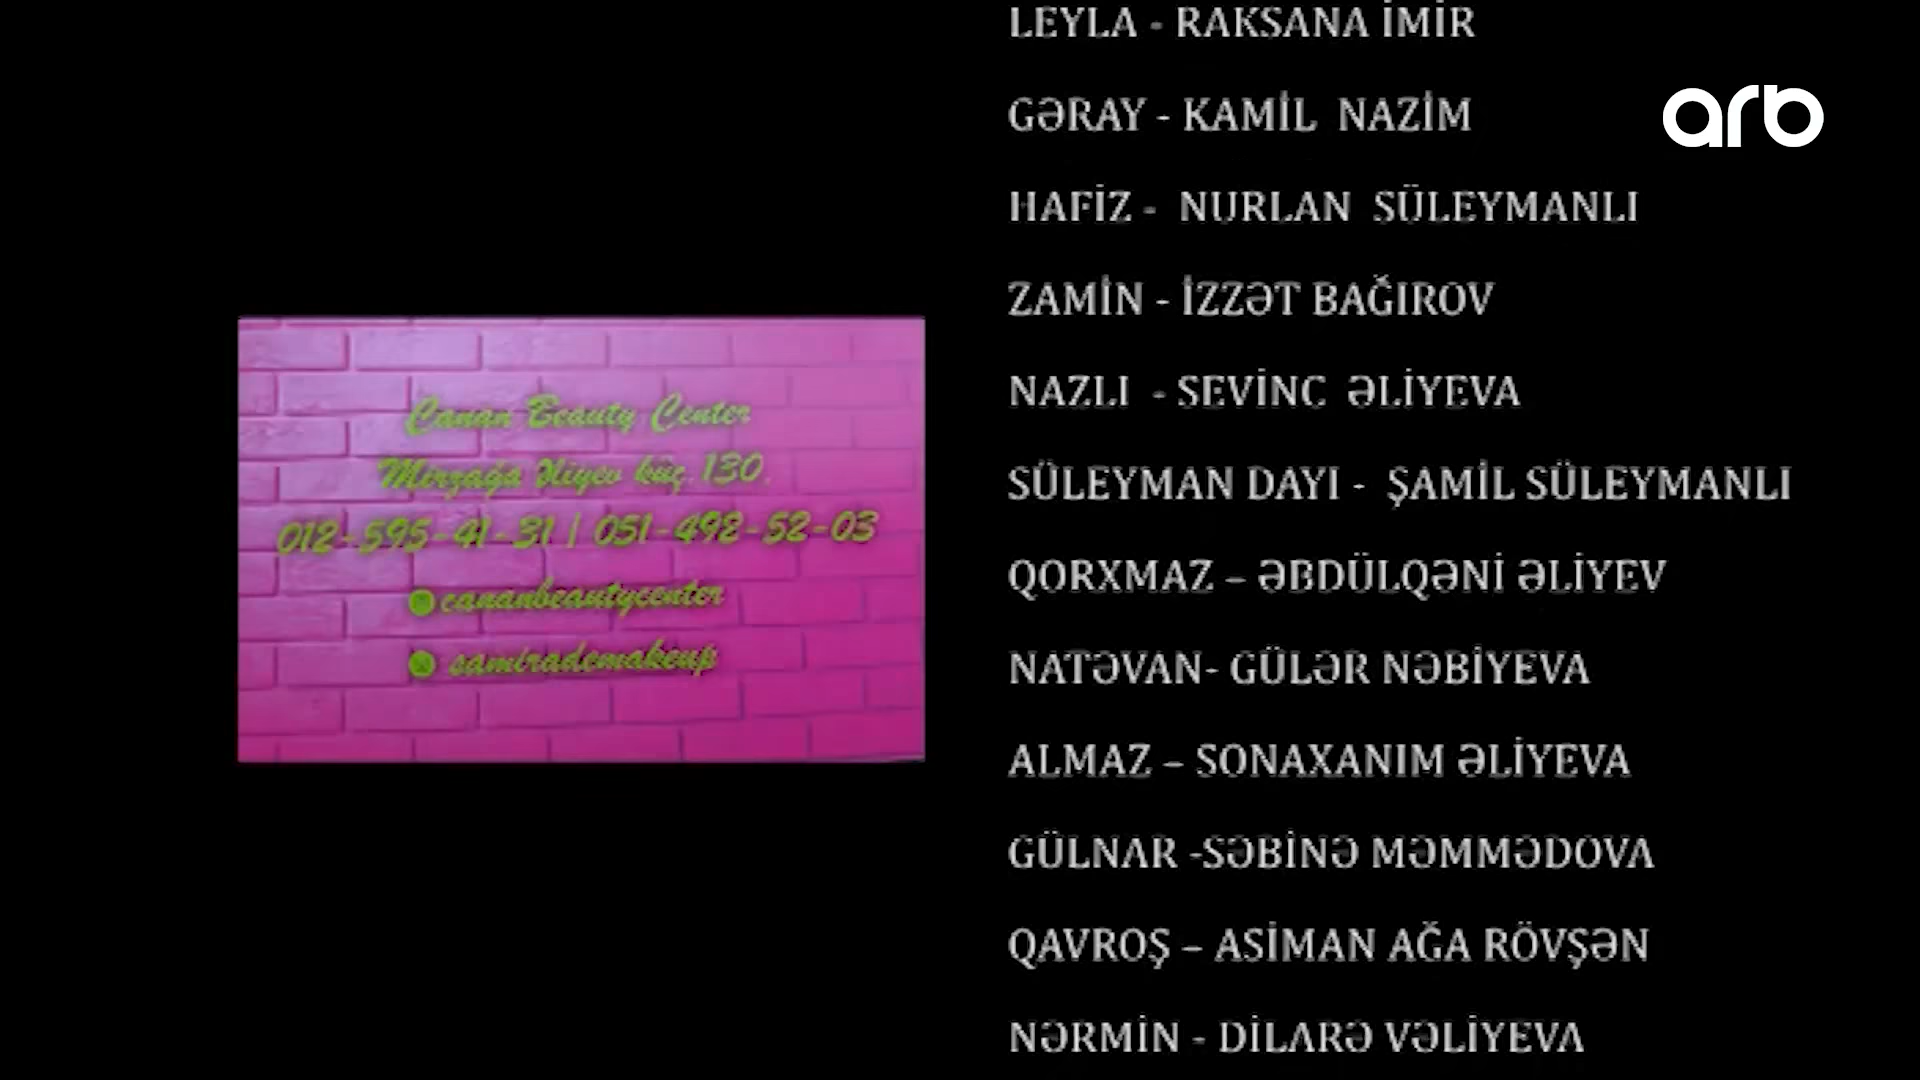 LEYLA - RAKSANA İMİR
GƏRAY - KAMİL NAZİM
arb
HAFİZ - NURLAN SÜLEYMANLI
ZAMİN - İZZƏT BAĞIROV
NAZLI - SEVİNC ƏLİYEVA
SÜLEYMAN DAYI - ŞAMİL SÜLEYMANLI
QORXMAZ – ƏBDÜLQƏNİ ƏLİYEV
NATƏVAN- GÜLƏR NƏBİYEVA
ALMAZ – SONAXANIM ƏLİYEVA
GÜLNAR -SƏBİNƏ MƏMMƏDOVA
QAVROŞ – ASİMAN AĞA RÖVŞƏN
NƏRMİN - DİLARƏ VƏLİYEVA
Canan Beauty Center
Mirzağa Əliyev küç.130.
012-595-41-31 | 051-492-52-03
cananbeautycenter
samirademakeup